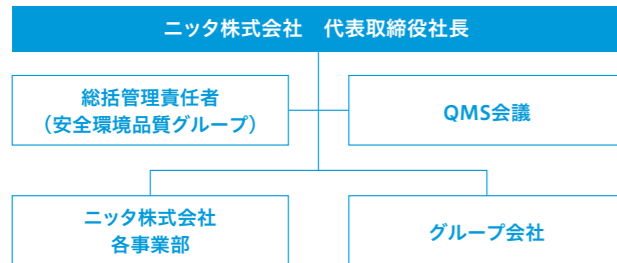 ニッタ株式会社　代表取締役社長
総括管理責任者
（安全環境品質グループ）
QMS会議
ニッタ株式会社
各事業部
グループ会社